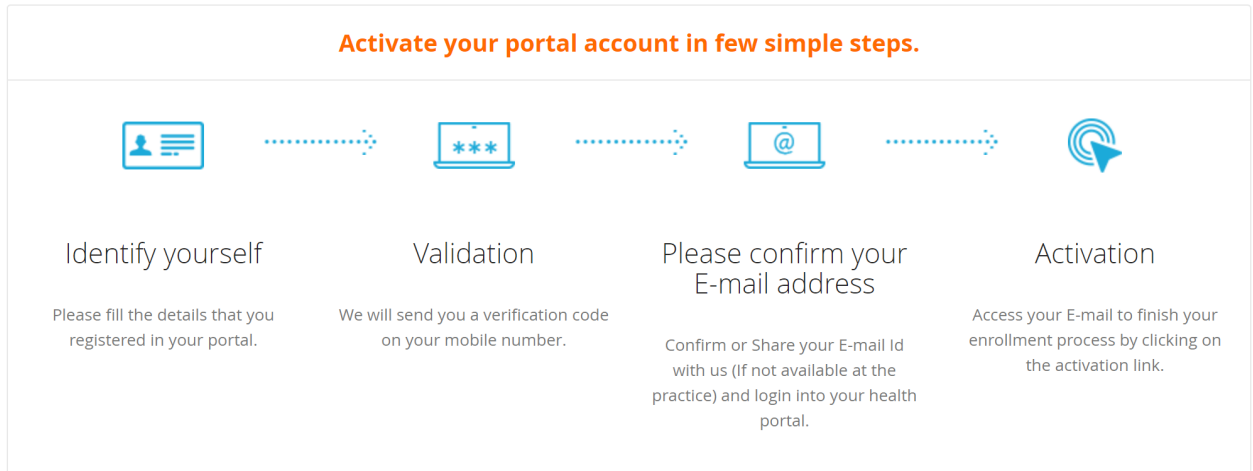 Activate your portal account in few simple steps.
***
@
Identify yourself
Please fill the details that you
registered in your portal.
Validation
We will send you a verification code
on your mobile number.
Please confirm your
E-mail address
Confirm or Share your E-mail Id
with us (If not available at the
practice) and login into your health
portal.
Activation
Access your E-mail to finish your
enrollment process by clicking on
the activation link.